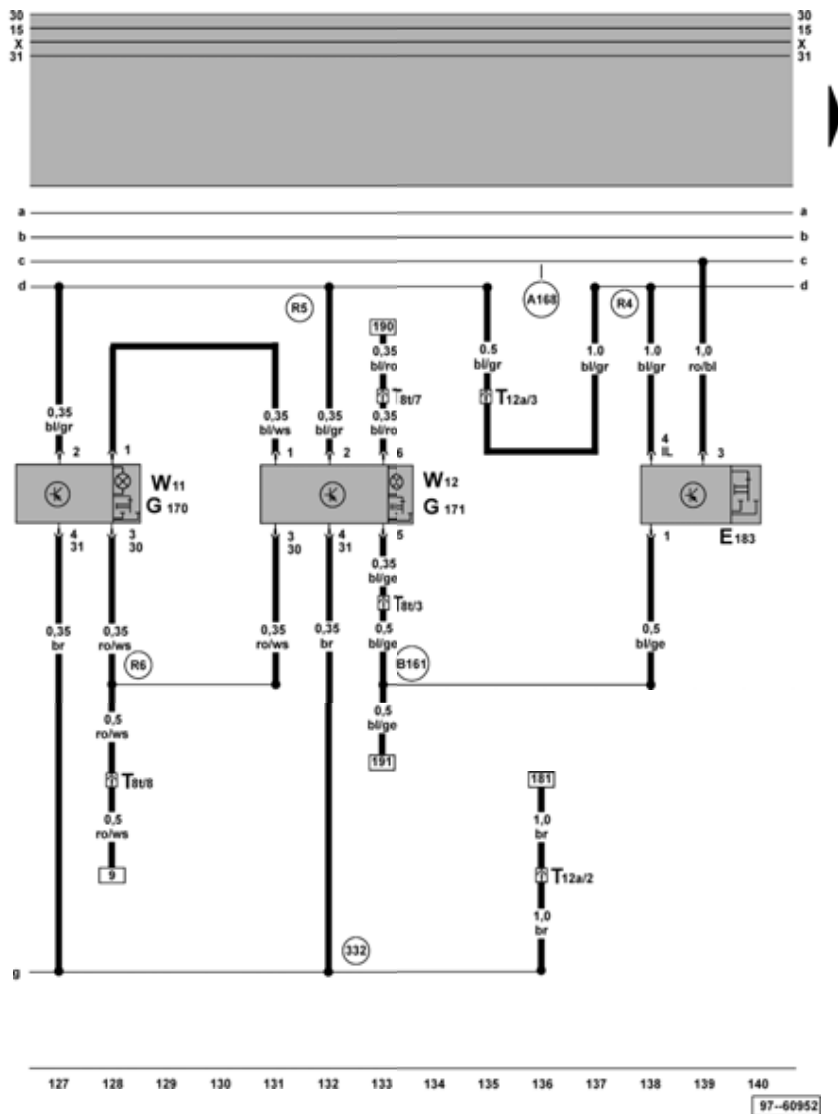 30 30
15 15
X X
31 31
a a
b b
c c
d d
R5 A168 R4
190
0,35 bl/ro
0.5 bl/gr
1.0 bl/gr
1.0 bl/gr
1,0 ro/bl
T8t/7
T12a/3
0,35 bl/gr
0,35 bl/ws
0,35 bl/gr
0,35 bl/ro
2 1 1 2 6 4 IL 3
W11
G170
W12
G171
E183
4 31
3 30
3 30
4 31
5
1
0,35 bl/ge
T8t/3
0,35 br
0,35 ro/ws
0,35 ro/ws
0,35 br
0,5 bl/ge
0,5 bl/ge
R6
B161
0,5 ro/ws
0,5 bl/ge
191
181
T8t/8
1,0 br
0,5 ro/ws
9
T12a/2
1,0 br
332
g
127 128 129 130 131 132 133 134 135 136 137 138 139 140
97--60952